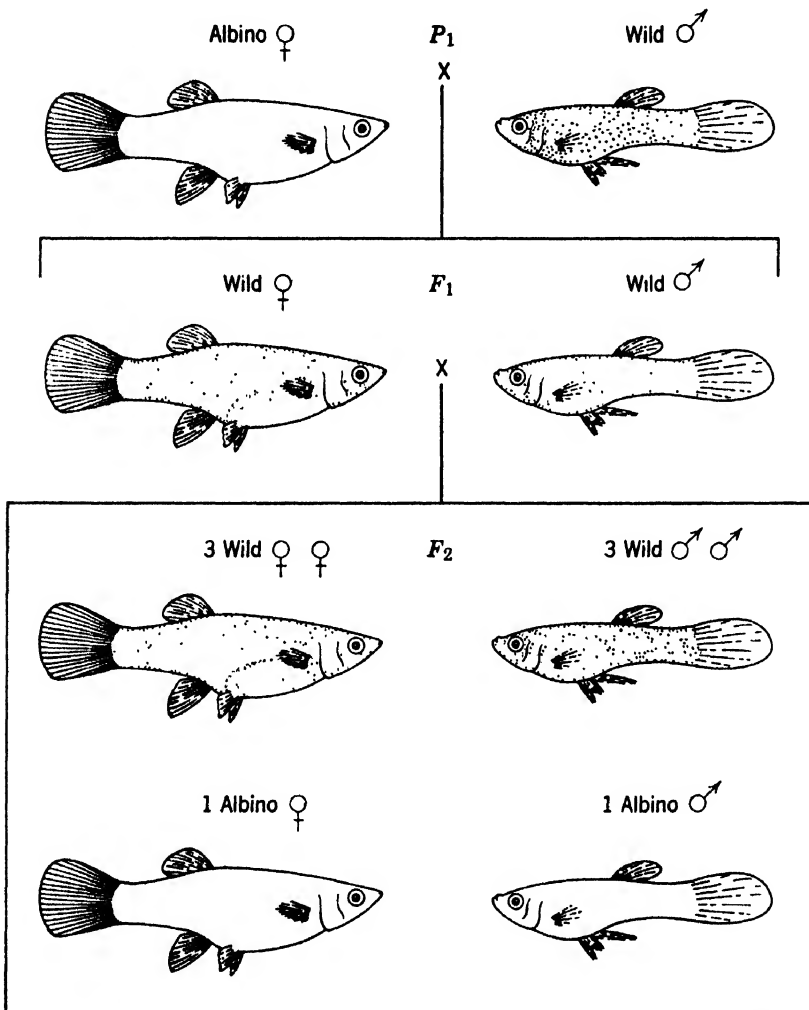 Albino ♀ P₁ Wild ♂
X
Wild ♀ F₁ Wild ♂
X
3 Wild ♀ ♀ F₂ 3 Wild ♂ ♂
1 Albino ♀ 1 Albino ♂